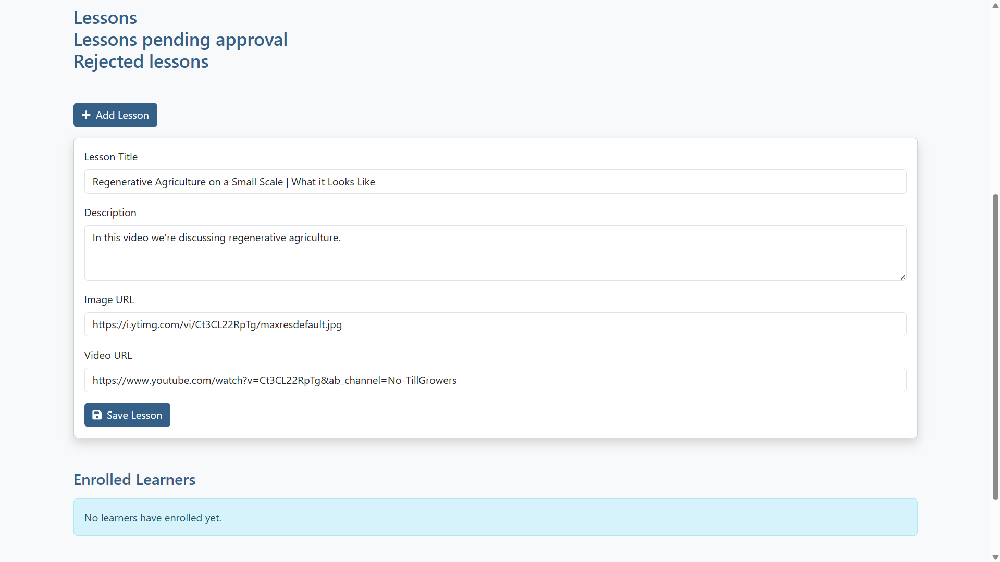 Lessons
Lessons pending approval
Rejected lessons
Add Lesson
Lesson Title
Regenerative Agriculture on a Small Scale | What it Looks Like
Description
In this video we're discussing regenerative agriculture.
Image URL
https://i.ytimg.com/vi/Ct3CL22RpTg/maxresdefault.jpg
Video URL
https://www.youtube.com/watch?v=Ct3CL22RpTg&ab_channel=No-TillGrowers
Save Lesson
Enrolled Learners
No learners have enrolled yet.